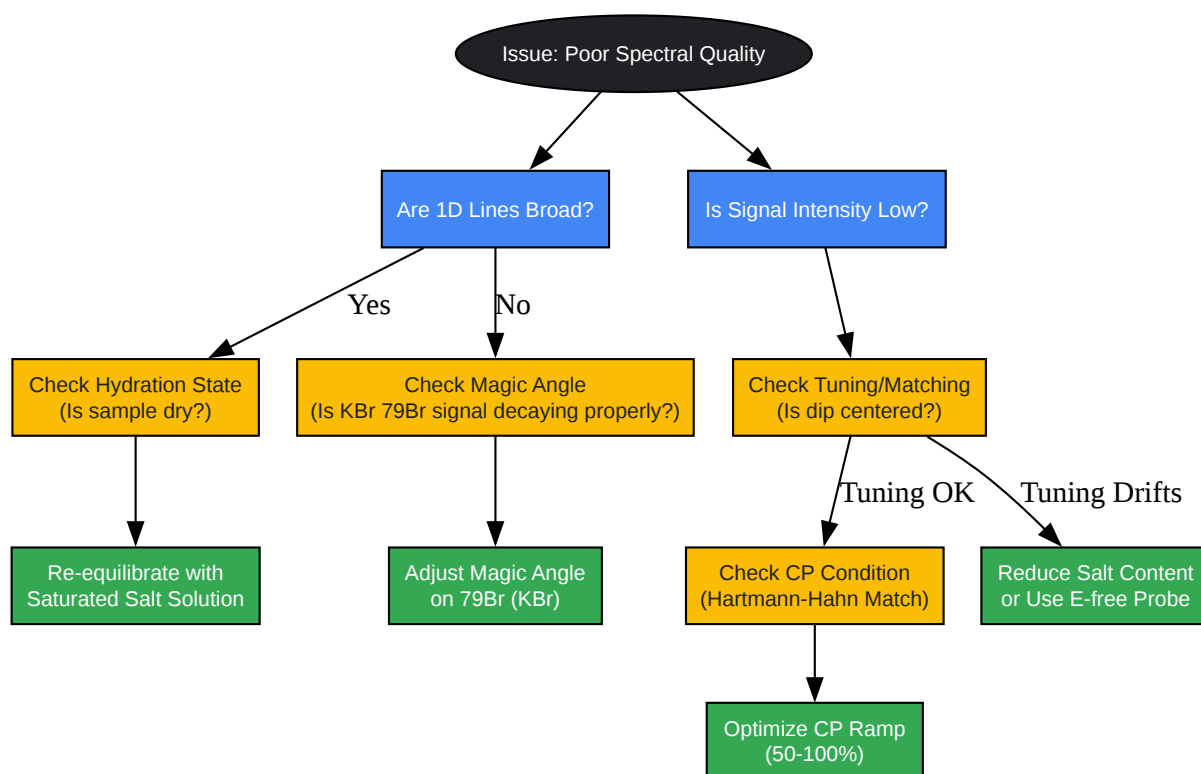 Issue: Poor Spectral Quality
Are 1D Lines Broad?
Is Signal Intensity Low?
Yes
No
Check Hydration State
(Is sample dry?)
Check Magic Angle
(Is KBr 79Br signal decaying properly?)
Check Tuning/Matching
(Is dip centered?)
Tuning OK
Tuning Drifts
Re-equilibrate with
Saturated Salt Solution
Adjust Magic Angle
on 79Br (KBr)
Check CP Condition
(Hartmann-Hahn Match)
Reduce Salt Content
or Use E-free Probe
Optimize CP Ramp
(50-100%)